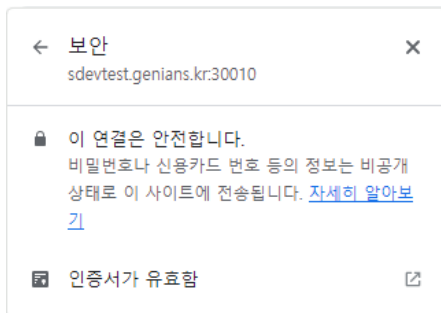 보안
sdevtest.genians.kr:30010
이 연결은 안전합니다.
비밀번호나 신용카드 번호 등의 정보는 비공개
상태로 이 사이트에 전송됩니다. 자세히 알아보
기
인증서가 유효함